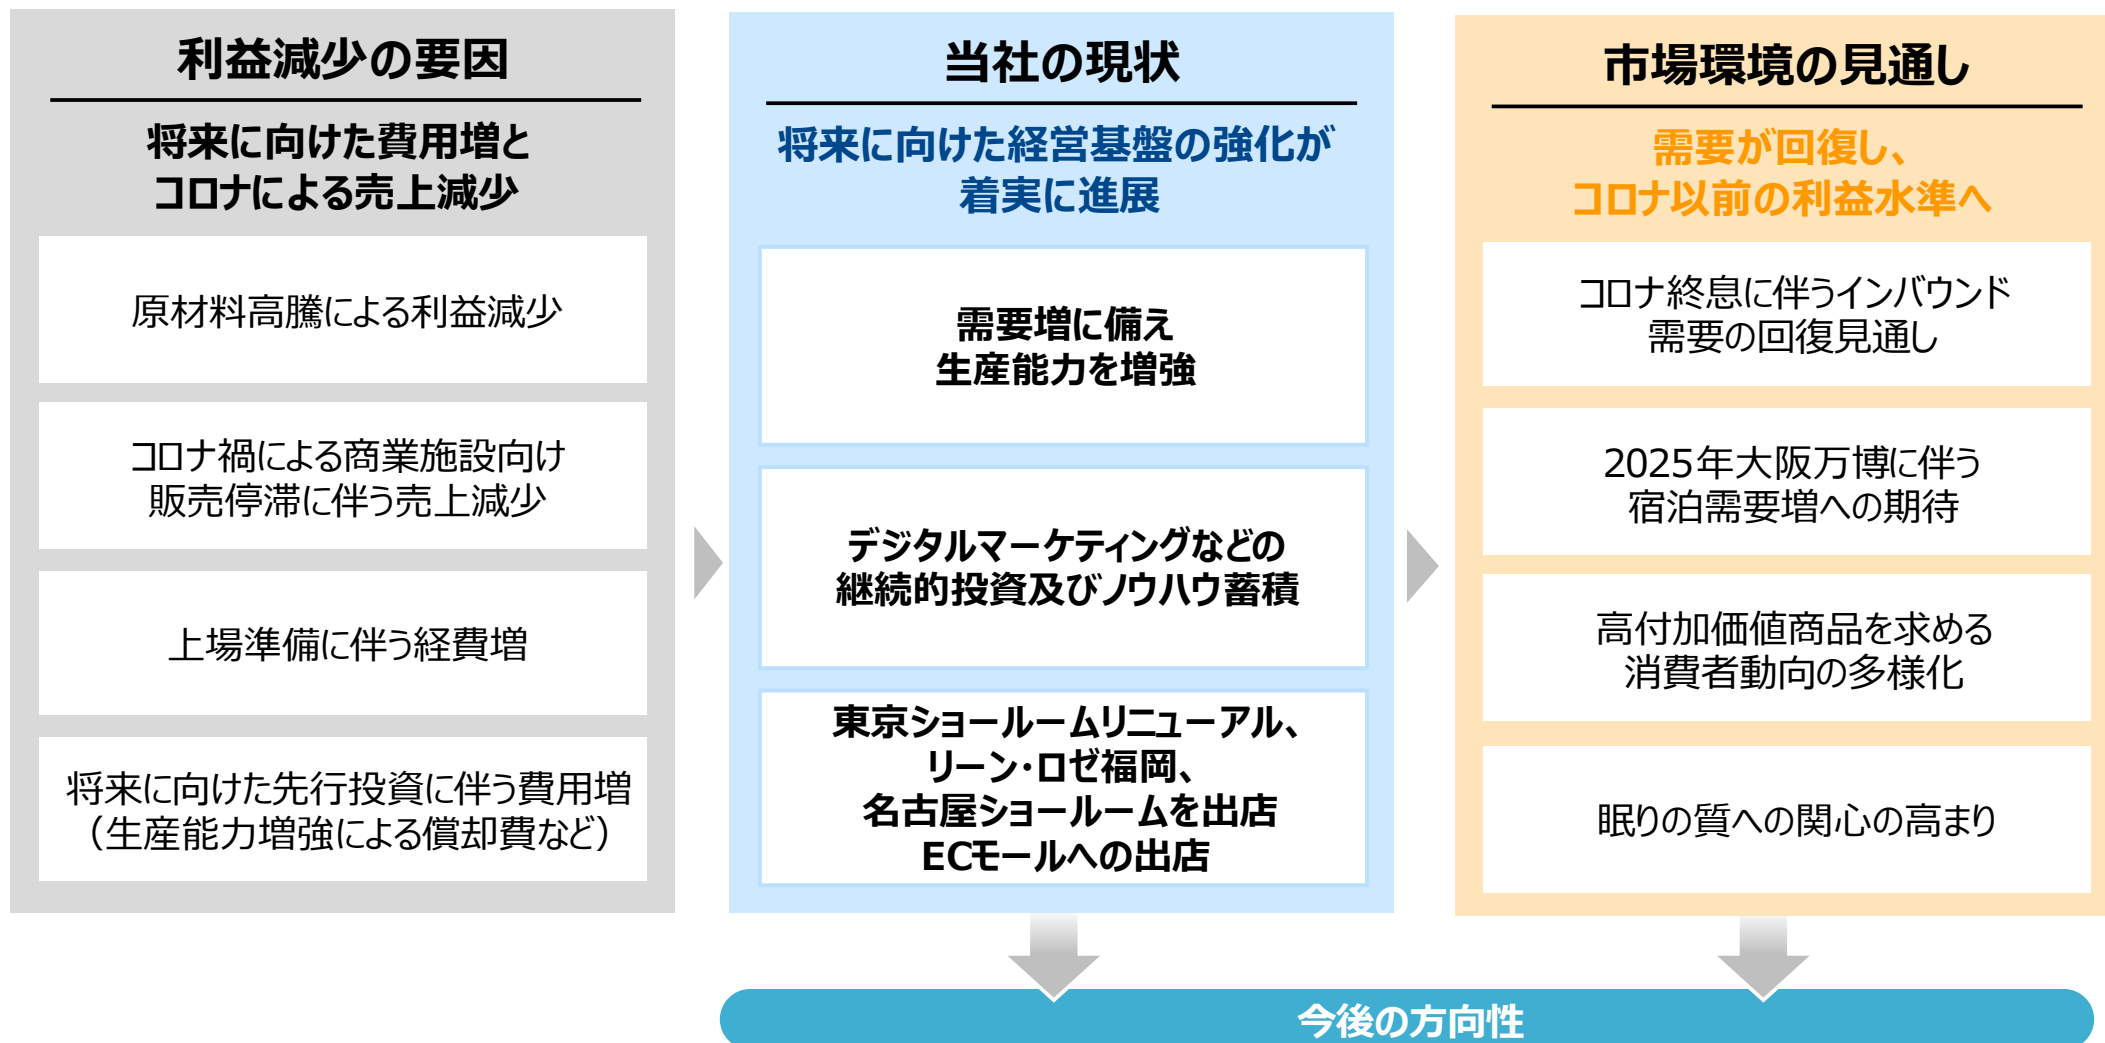 利益減少の要因
将来に向けた費用増と
コロナによる売上減少
原材料高騰による利益減少
コロナ禍による商業施設向け
販売停滞に伴う売上減少
上場準備に伴う経費増
将来に向けた先行投資に伴う費用増
（生産能力増強による償却費など）
当社の現状
将来に向けた経営基盤の強化が
着実に進展
需要増に備え
生産能力を増強
デジタルマーケティングなどの
継続的投資及びノウハウ蓄積
東京ショールームリニューアル、
リーン・ロゼ福岡、
名古屋ショールームを出店
ECモールへの出店
市場環境の見通し
需要が回復し、
コロナ以前の利益水準へ
コロナ終息に伴うインバウンド
需要の回復見通し
2025年大阪万博に伴う
宿泊需要増への期待
高付加価値商品を求める
消費者動向の多様化
眠りの質への関心の高まり
今後の方向性